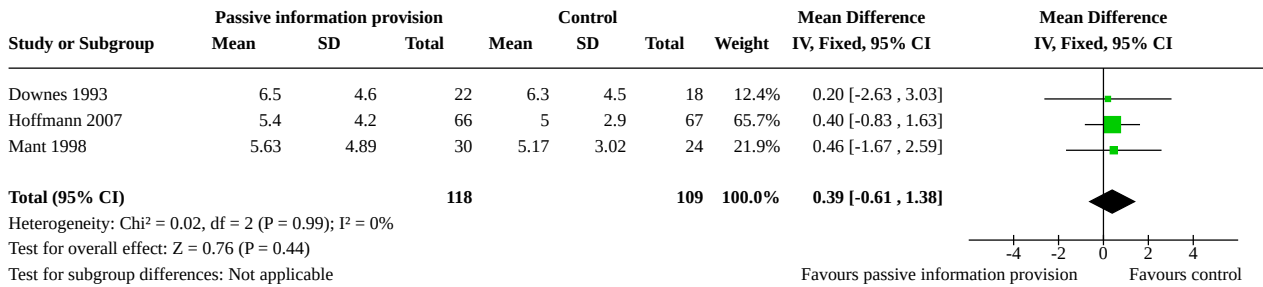 Passive information provision Control Mean Difference Mean Difference
Study or Subgroup Mean SD Total Mean SD Total Weight IV, Fixed, 95% CI IV, Fixed, 95% CI
Downes 1993 6.5 4.6 22 6.3 4.5 18 12.4% 0.20 [-2.63 , 3.03]
Hoffmann 2007 5.4 4.2 66 5 2.9 67 65.7% 0.40 [-0.83 , 1.63]
Mant 1998 5.63 4.89 30 5.17 3.02 24 21.9% 0.46 [-1.67 , 2.59]
Total (95% CI) 118 109 100.0% 0.39 [-0.61 , 1.38]
Heterogeneity: Chi² = 0.02, df = 2 (P = 0.99); I² = 0%
Test for overall effect: Z = 0.76 (P = 0.44)
-4 -2 0 2 4
Test for subgroup differences: Not applicable Favours passive information provision Favours control